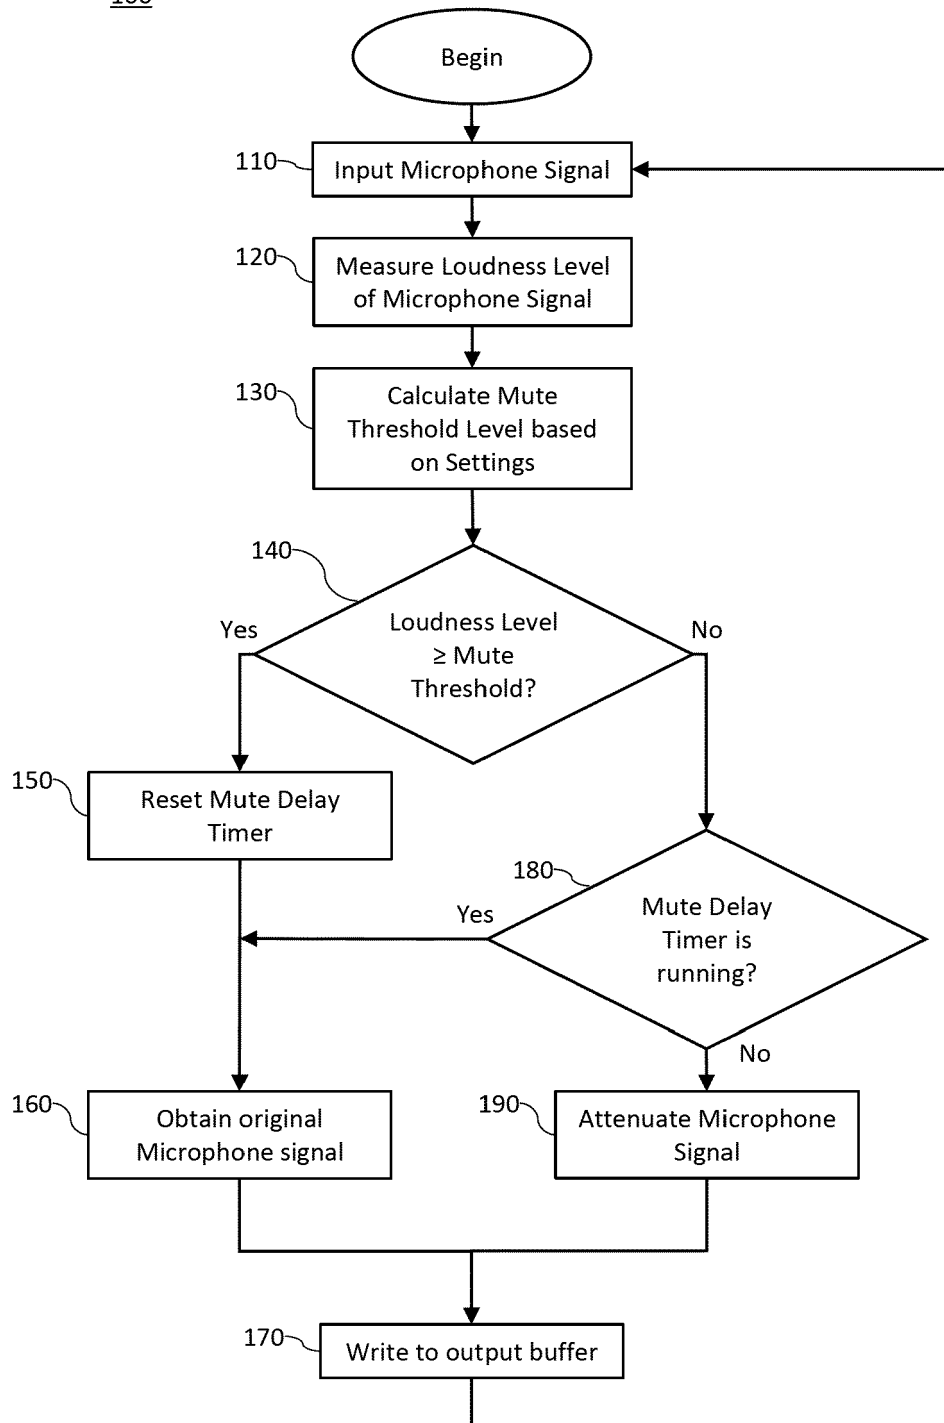 Begin
110
Input Microphone Signal
120
Measure Loudness Level
of Microphone Signal
130
Calculate Mute
Threshold Level based
on Settings
140
Loudness Level
≥ Mute
Threshold?
Yes
No
150
Reset Mute Delay
Timer
180
Mute Delay
Timer is
running?
Yes
No
160
Obtain original
Microphone signal
190
Attenuate Microphone
Signal
170
Write to output buffer